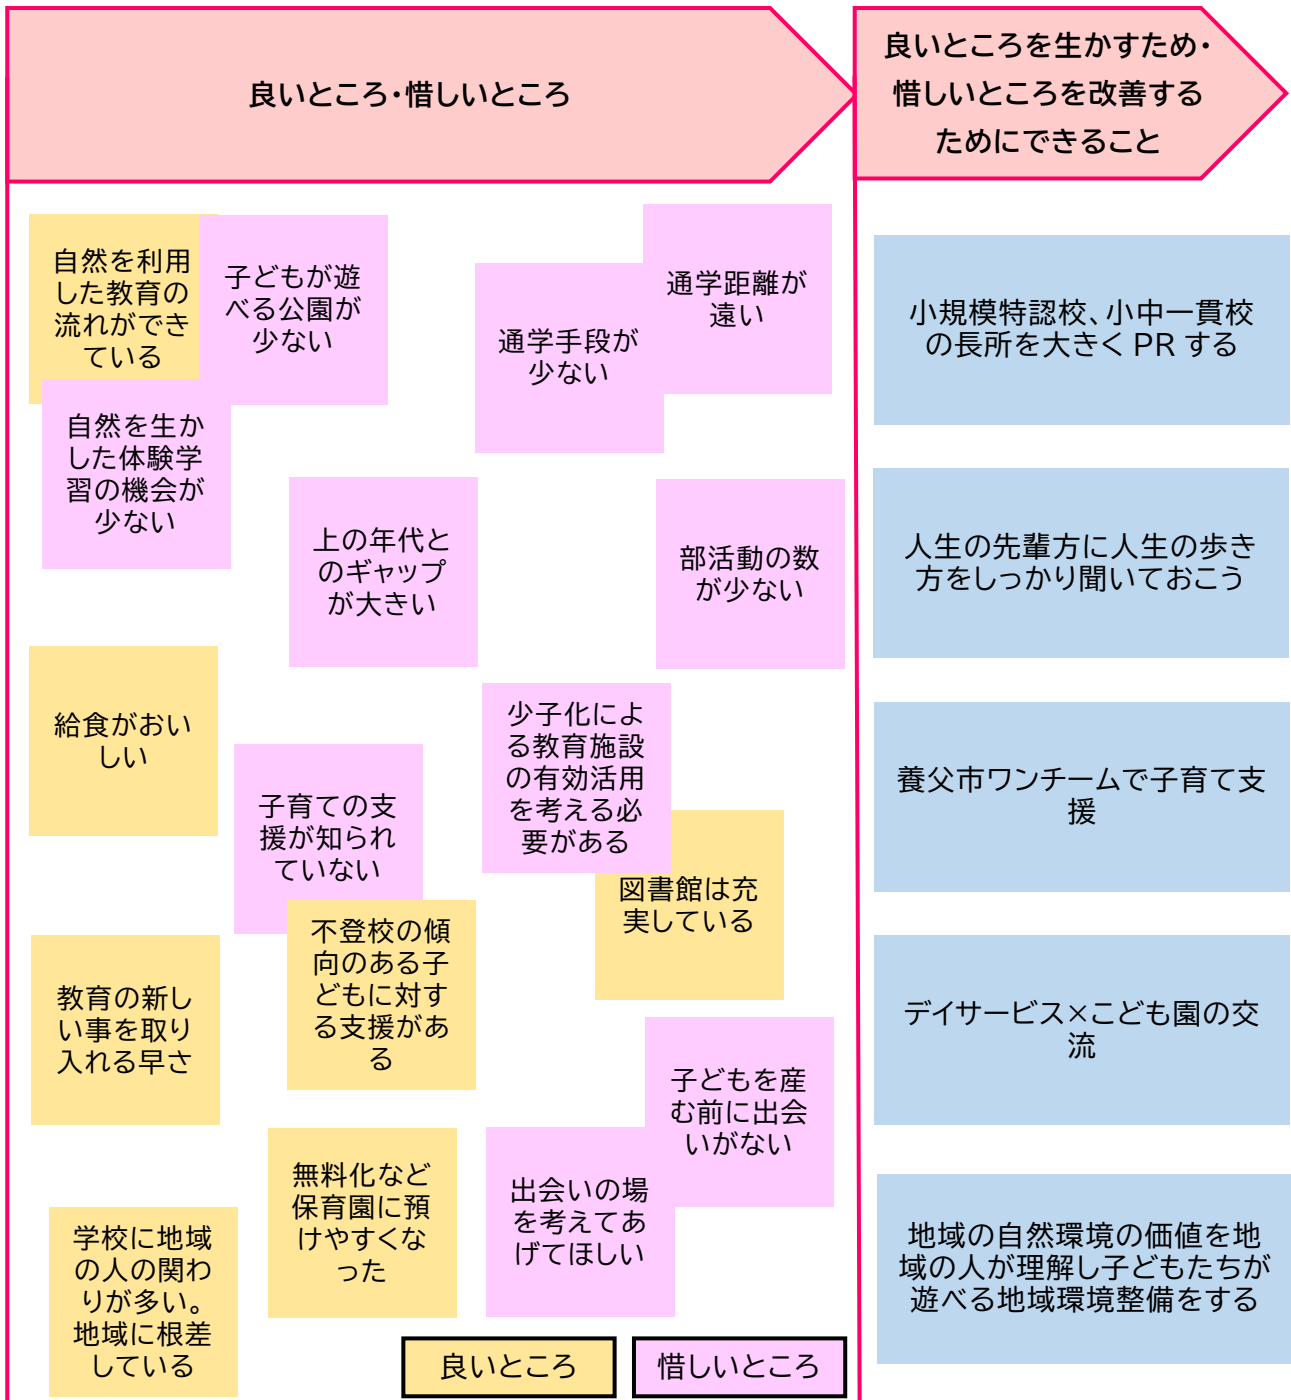 良いところ・惜しいところ
良いところを生かすため・
惜しいところを改善する
ためにできること
自然を利用
した教育の
流れができ
ている
子どもが遊
べる公園が
少ない
通学手段が
少ない
通学距離が
遠い
自然を生か
した体験学
習の機会が
少ない
上の年代と
のギャップ
が大きい
部活動の数
が少ない
給食がおい
しい
子育ての支
援が知られ
ていない
少子化によ
る教育施設
の有効活用
を考える必
要がある
図書館は充
実している
教育の新し
い事を取り
入れる早さ
不登校の傾
向のある子
どもに対す
る支援があ
る
子どもを産
む前に出会
いがない
無料化など
保育園に預
けやすくな
った
出会いの場
を考えてあ
げてほしい
学校に地域
の人の関わ
りが多い。
地域に根差
している
良いところ
惜しいところ
小規模特認校、小中一貫校
の長所を大きく PR する
人生の先輩方に人生の歩き
方をしっかり聞いておこう
養父市ワンチームで子育て支
援
デイサービス×こども園の交
流
地域の自然環境の価値を地
域の人が理解し子どもたちが
遊べる地域環境整備をする